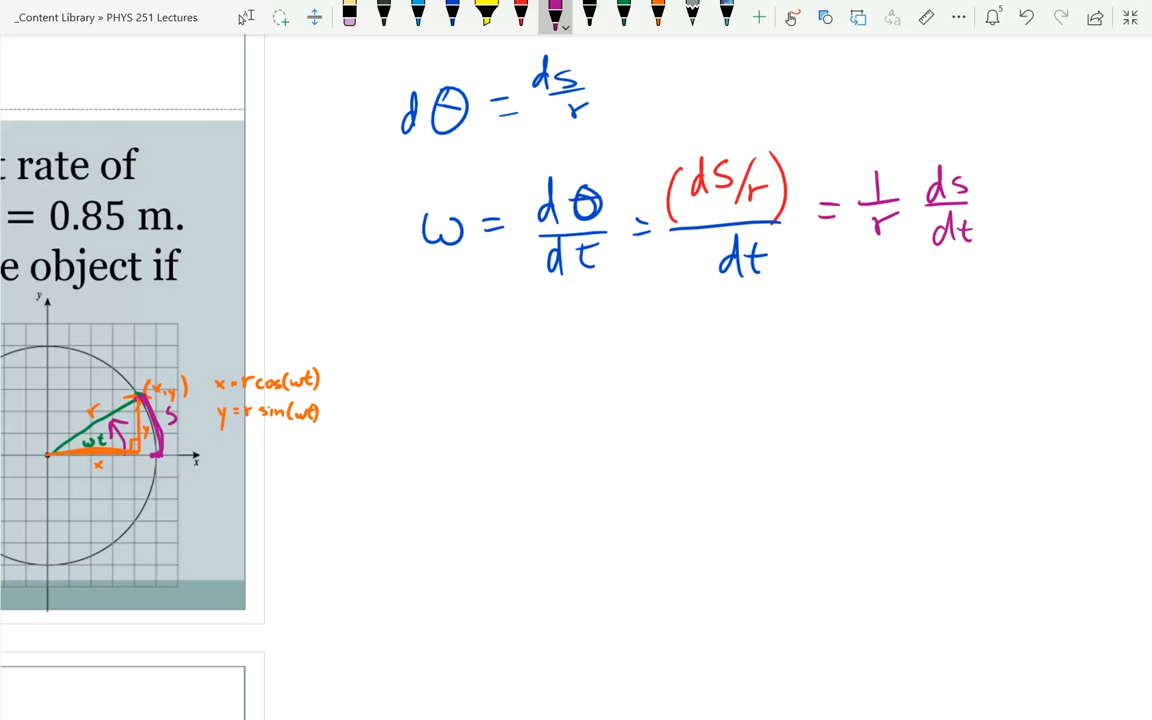 _Content Library » PHYS 251 Lectures
5
dθ = ds/r
t rate of
= 0.85 m.
e object if
ω = dθ/dt = (ds/r)/dt = 1/r ds/dt
y
(x,y)
x = r cos(ωt)
r
S
y = r sin(ωt)
ωt
y
x
x